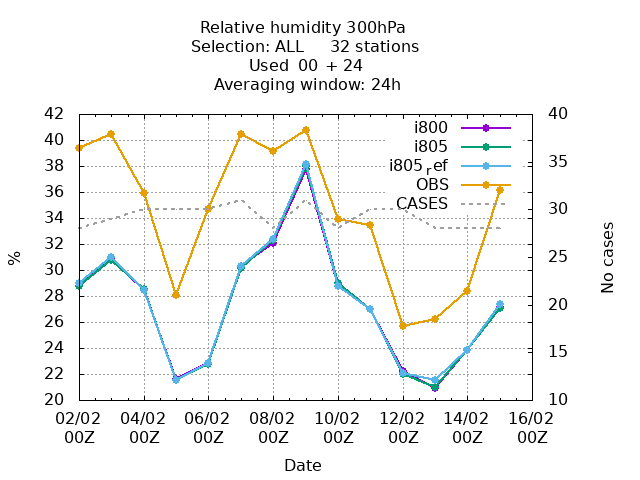 Relative humidity 300hPa
Selection: ALL 32 stations
Used 00 + 24
Averaging window: 24h
42
40
38
36
34
32
30
28
26
24
22
20
%
40
35
30
25
20
15
10
No cases
i800
i805
i805ref
OBS
CASES
02/02 04/02 06/02 08/02 10/02 12/02 14/02 16/02
00Z 00Z 00Z 00Z 00Z 00Z 00Z 00Z
Date